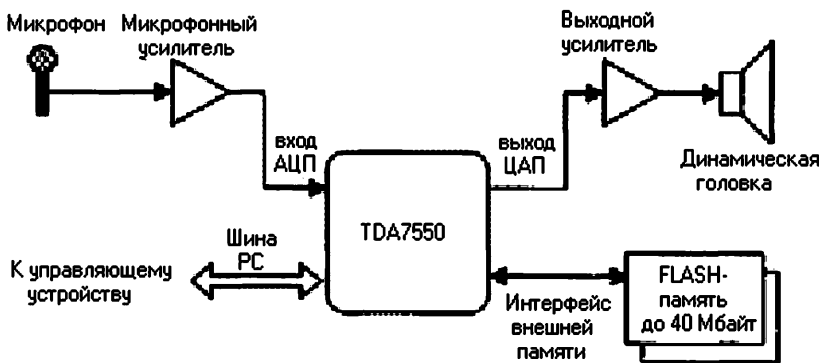 Микрофон
Микрофонный
усилитель
Выходной
усилитель
вход
АЦП
выход
ЦАП
Динамическая
головка
TDA7550
К управляющему
устройству
Шина
PC
Интерфейс
внешней
памяти
FLASH-
память
до 40 Мбайт